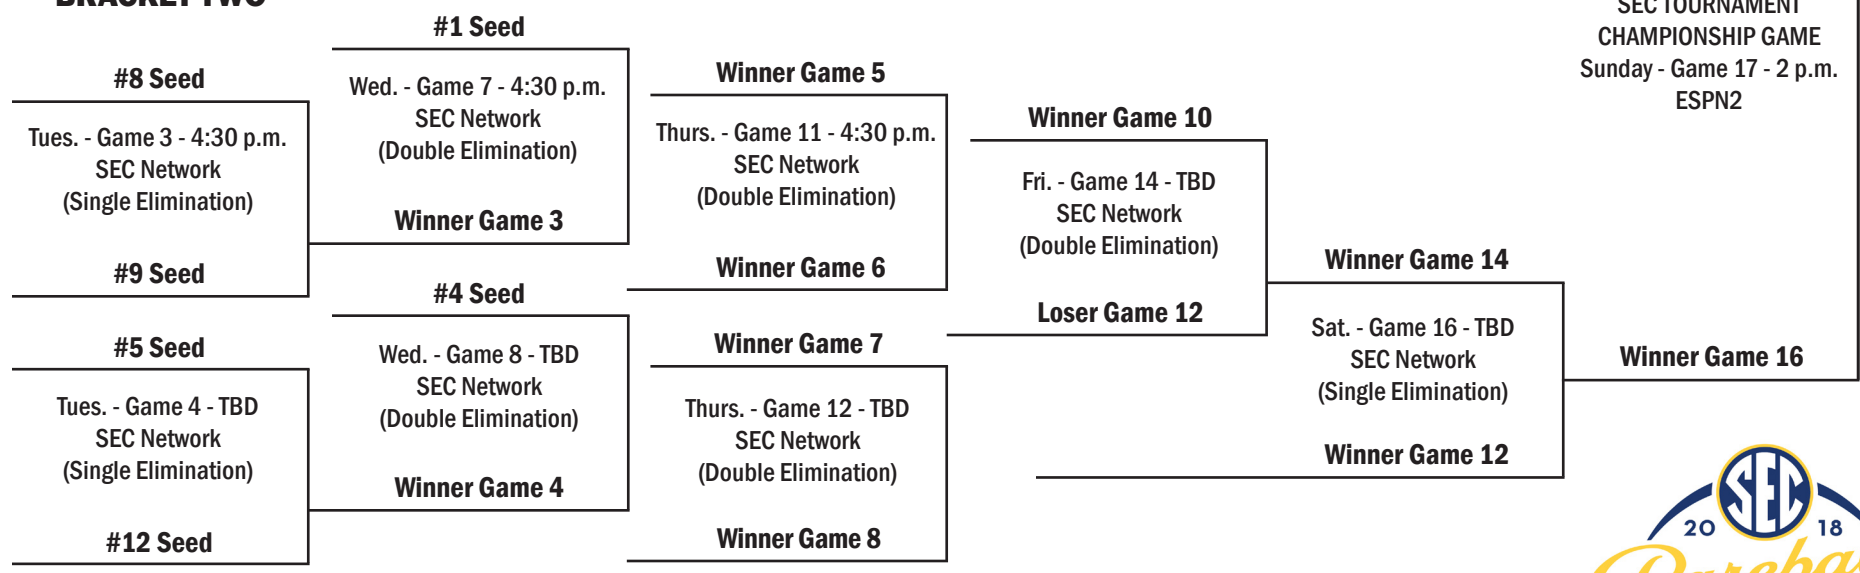 BRACKET TWO
#1 Seed
#8 Seed
Wed. - Game 7 - 4:30 p.m.
SEC Network
(Double Elimination)
Tues. - Game 3 - 4:30 p.m.
SEC Network
(Single Elimination)
Winner Game 3
#9 Seed
#4 Seed
#5 Seed
Wed. - Game 8 - TBD
SEC Network
(Double Elimination)
Tues. - Game 4 - TBD
SEC Network
(Single Elimination)
Winner Game 4
#12 Seed
Winner Game 5
Thurs. - Game 11 - 4:30 p.m.
SEC Network
(Double Elimination)
Winner Game 6
Winner Game 7
Thurs. - Game 12 - TBD
SEC Network
(Double Elimination)
Winner Game 8
Winner Game 10
Fri. - Game 14 - TBD
SEC Network
(Double Elimination)
Loser Game 12
Winner Game 14
Sat. - Game 16 - TBD
SEC Network
(Single Elimination)
Winner Game 12
SEC TOURNAMENT
CHAMPIONSHIP GAME
Sunday - Game 17 - 2 p.m.
ESPN2
Winner Game 16
SEC
20 18